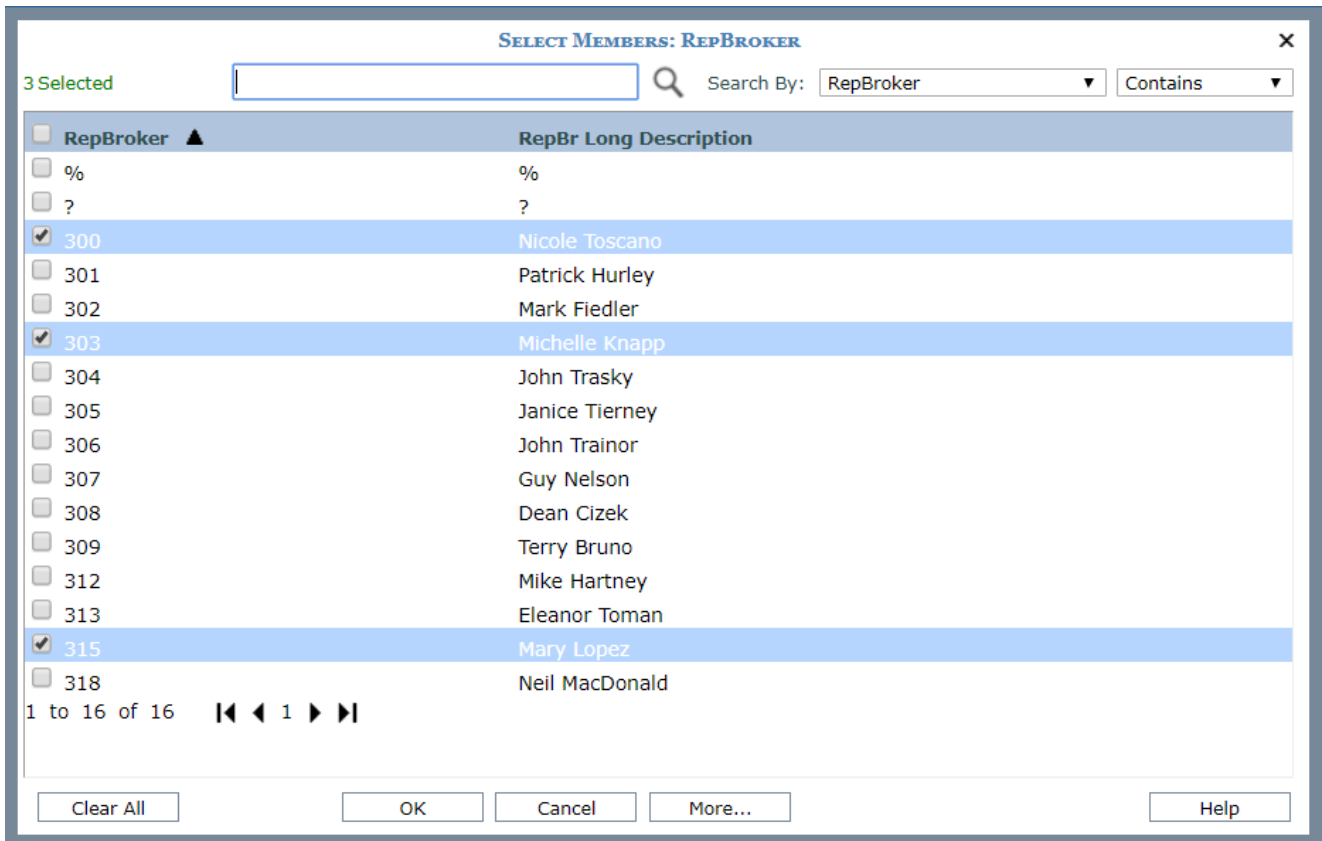 SELECT MEMBERS: REPBROKER
3 Selected Search By: RepBroker Contains
RepBroker RepBr Long Description
% %
? ?
300 Nicole Toscano
301 Patrick Hurley
302 Mark Fiedler
303 Michelle Knapp
304 John Trasky
305 Janice Tierney
306 John Trainor
307 Guy Nelson
308 Dean Cizek
309 Terry Bruno
312 Mike Hartney
313 Eleanor Toman
315 Mary Lopez
318 Neil MacDonald
1 to 16 of 16 1
Clear All OK Cancel More... Help